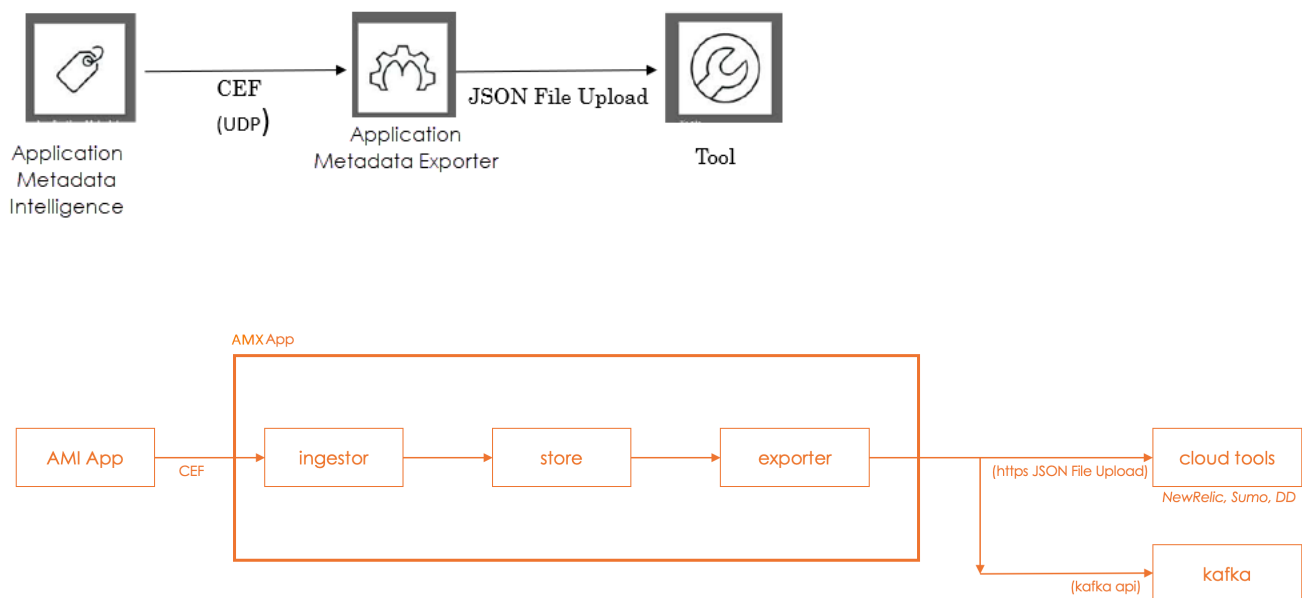 CEF
(UDP)
JSON File Upload
Application
Metadata
Intelligence
Application
Metadata Exporter
Tool
AMX App
AMI App
CEF
ingestor
store
exporter
(https JSON File Upload)
cloud tools
NewRelic, Sumo, DD
(kafka api)
kafka